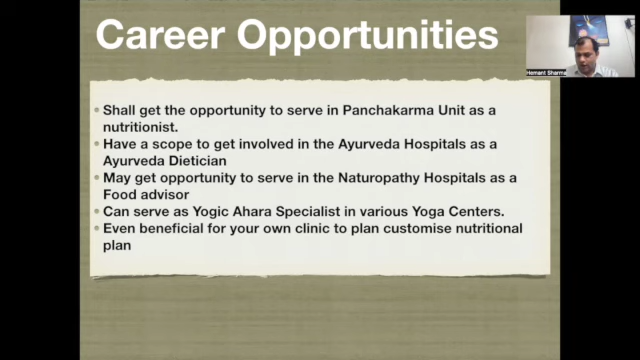 Career Opportunities
Hemant Sharma
• Shall get the opportunity to serve in Panchakarma Unit as a
nutritionist.
• Have a scope to get involved in the Ayurveda Hospitals as a
Ayurveda Dietician
• May get opportunity to serve in the Naturopathy Hospitals as a
Food advisor
• Can serve as Yogic Ahara Specialist in various Yoga Centers.
• Even beneficial for your own clinic to plan customise nutritional
plan